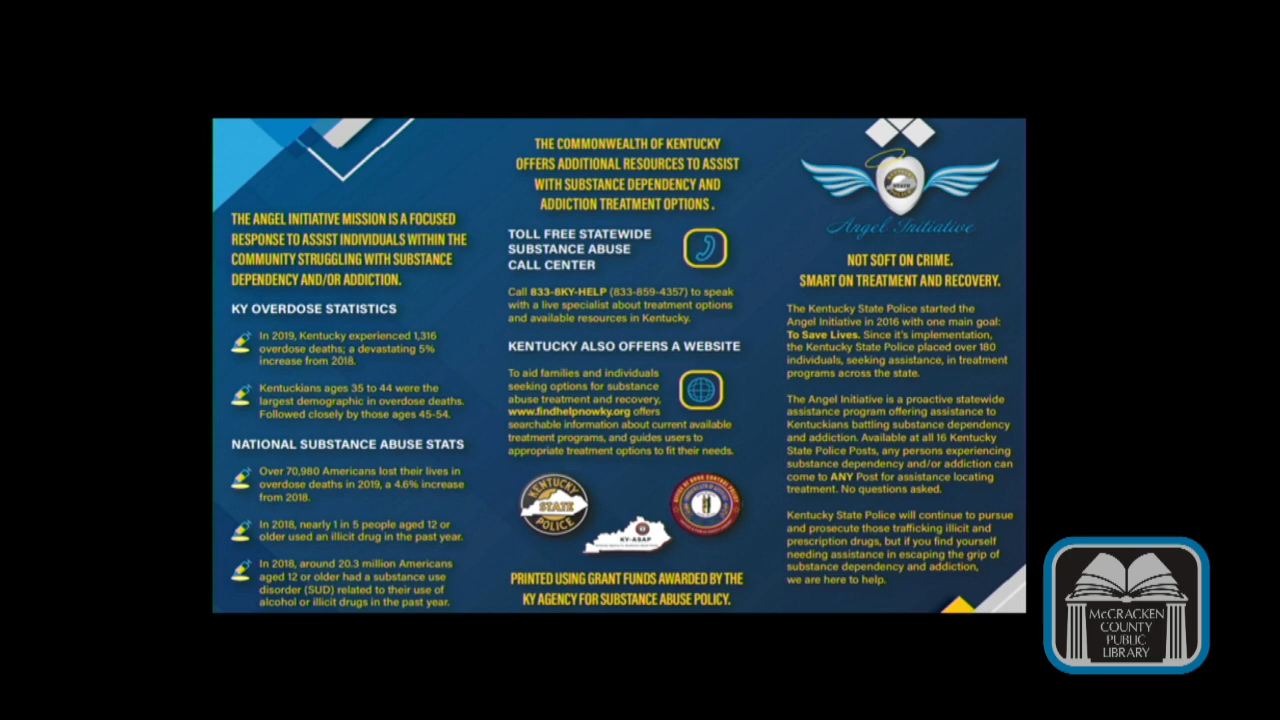 THE ANGEL INITIATIVE MISSION IS A FOCUSED
RESPONSE TO ASSIST INDIVIDUALS WITHIN THE
COMMUNITY STRUGGLING WITH SUBSTANCE
DEPENDENCY AND/OR ADDICTION.
KY OVERDOSE STATISTICS
In 2019, Kentucky experienced 1,316
overdose deaths; a devastating 5%
increase from 2018.
Kentuckians ages 35 to 44 were the
largest demographic in overdose deaths.
Followed closely by those ages 45-54.
NATIONAL SUBSTANCE ABUSE STATS
Over 70,980 Americans lost their lives in
overdose deaths in 2019, a 4.6% increase
from 2018.
In 2018, nearly 1 in 5 people aged 12 or
older used an illicit drug in the past year.
In 2018, around 20.3 million Americans
aged 12 or older had a substance use
disorder (SUD) related to their use of
alcohol or illicit drugs in the past year.
THE COMMONWEALTH OF KENTUCKY
OFFERS ADDITIONAL RESOURCES TO ASSIST
WITH SUBSTANCE DEPENDENCY AND
ADDICTION TREATMENT OPTIONS .
TOLL FREE STATEWIDE
SUBSTANCE ABUSE
CALL CENTER
Call 833-8KY-HELP (833-859-4357) to speak
with a live specialist about treatment options
and available resources in Kentucky.
KENTUCKY ALSO OFFERS A WEBSITE
To aid families and individuals
seeking options for substance
abuse treatment and recovery,
www.findhelpnowky.org offers
searchable information about current available
treatment programs, and guides users to
appropriate treatment options to fit their needs.
KENTUCKY
STATE
POLICE
KY-ASAP
PRINTED USING GRANT FUNDS AWARDED BY THE
KY AGENCY FOR SUBSTANCE ABUSE POLICY.
STATE
Angel Initiative
NOT SOFT ON CRIME.
SMART ON TREATMENT AND RECOVERY.
The Kentucky State Police started the
Angel Initiative in 2016 with one main goal:
To Save Lives. Since it's implementation,
the Kentucky State Police placed over 180
individuals, seeking assistance, in treatment
programs across the state.
The Angel Initiative is a proactive statewide
assistance program offering assistance to
Kentuckians battling substance dependency
and addiction. Available at all 16 Kentucky
State Police Posts, any persons experiencing
substance dependency and/or addiction can
come to ANY Post for assistance locating
treatment. No questions asked.
Kentucky State Police will continue to pursue
and prosecute those trafficking illicit and
prescription drugs, but if you find yourself
needing assistance in escaping the grip of
substance dependency and addiction,
we are here to help.
McCRACKEN
COUNTY
PUBLIC
LIBRARY